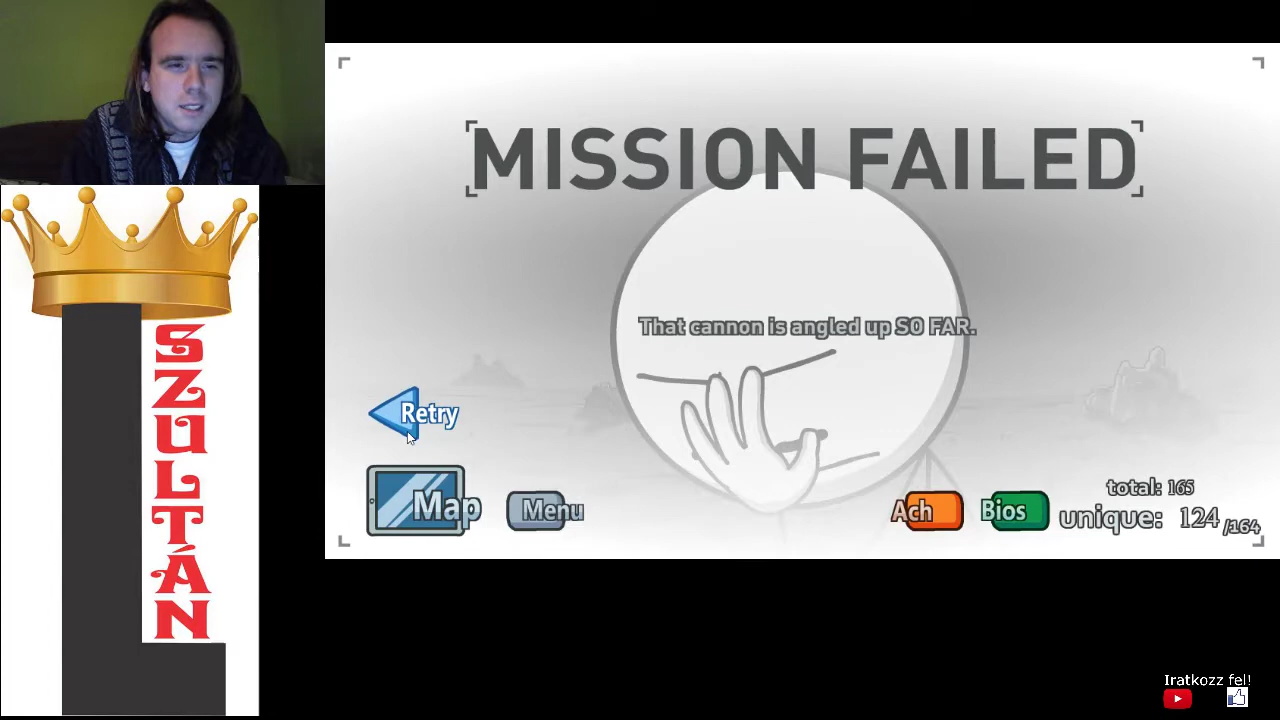 MISSION FAILED
That cannon is angled up SO FAR.
Retry
Map
Menu
Ach
Bios
total: 165
unique: 124/164
L
SZULTÁN
Iratkozz fel!